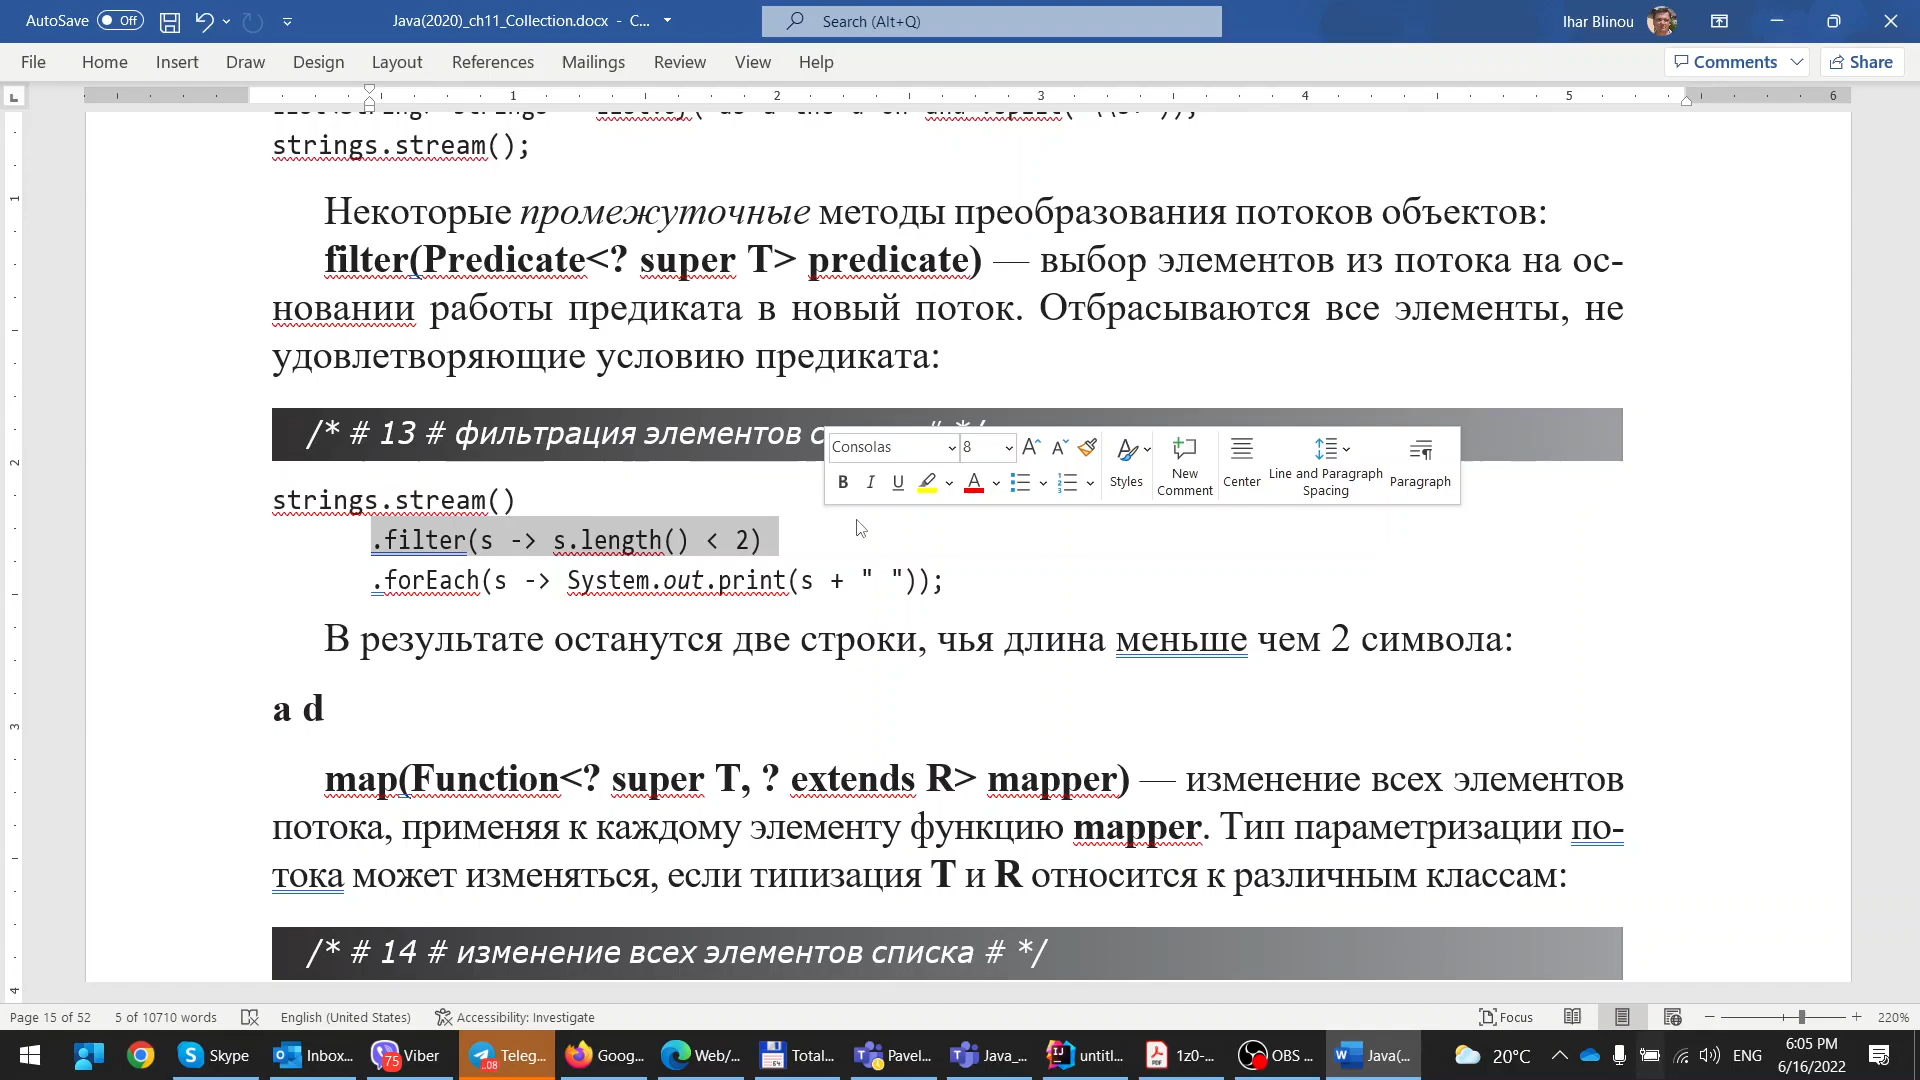 AutoSave Off Java(2020)_ch11_Collection.docx - C... Search (Alt+Q) Ihar Blinou
File Home Insert Draw Design Layout References Mailings Review View Help Comments Share
1 2 3 4 5 6
strings.stream();
Некоторые промежуточные методы преобразования потоков объектов:
filter(Predicate<? super T> predicate) — выбор элементов из потока на ос-
новании работы предиката в новый поток. Отбрасываются все элементы, не
удовлетворяющие условию предиката:
/* # 13 # фильтрация элементов с
Consolas 8
Styles New Comment Center Line and Paragraph Spacing Paragraph
strings.stream()
.filter(s -> s.length() < 2)
.forEach(s -> System.out.print(s + " "));
В результате останутся две строки, чья длина меньше чем 2 символа:
a d
map(Function<? super T, ? extends R> mapper) — изменение всех элементов
потока, применяя к каждому элементу функцию mapper. Тип параметризации по-
тока может изменяться, если типизация T и R относится к различным классам:
/* # 14 # изменение всех элементов списка # */
Page 15 of 52 5 of 10710 words English (United States) Accessibility: Investigate Focus 220%
Skype Inbox... 75 Viber Teleg... Goog... Web/... Total... Pavel... Java_... untitl... 1z0-... OBS ... Java(... 20°C ENG 6:05 PM
6/16/2022